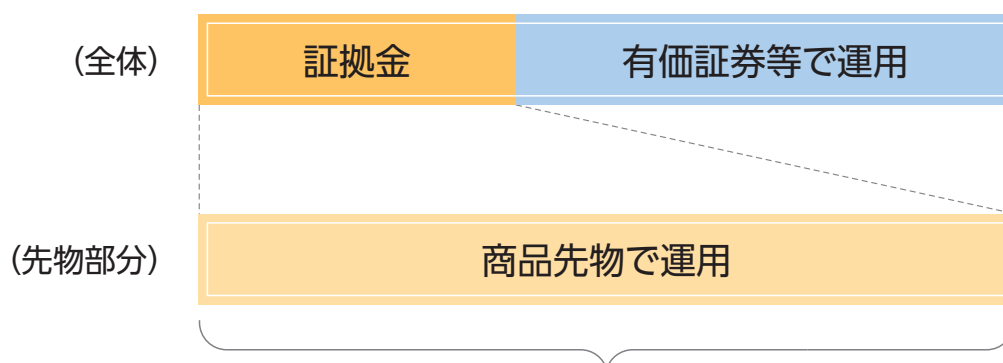 (全体)
証拠金
有価証券等で運用
(先物部分)
商品先物で運用